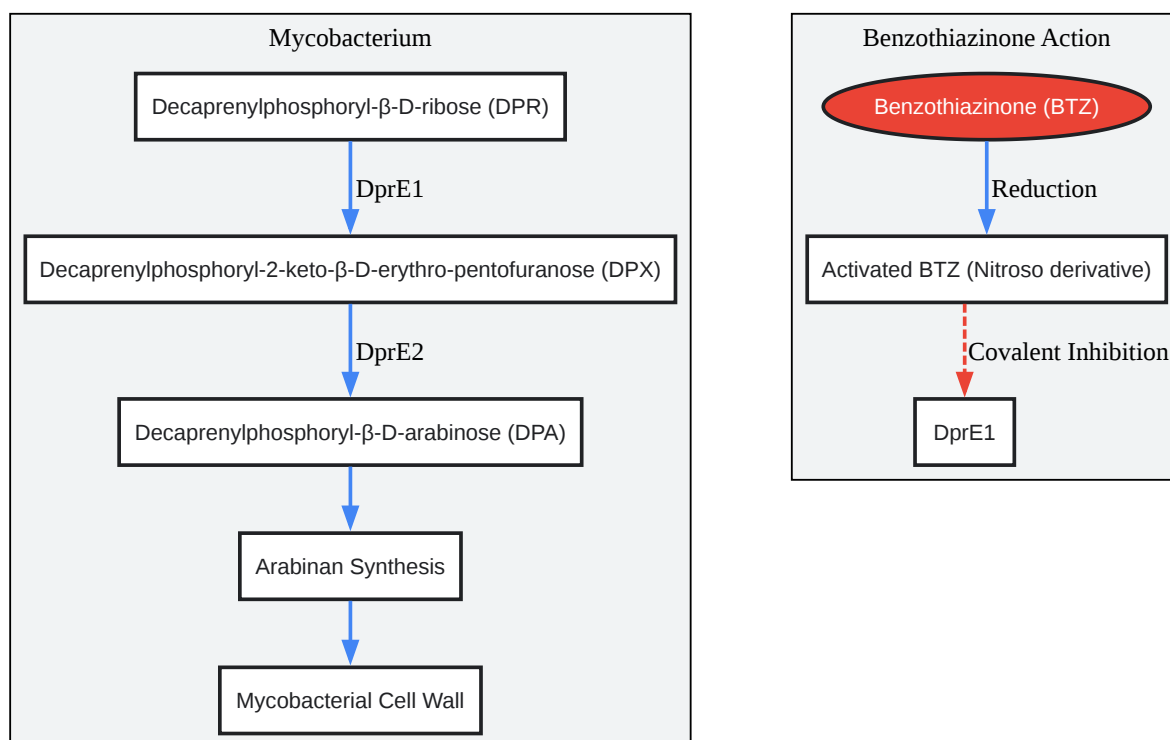 Mycobacterium
Decaprenylphosphoryl-β-D-ribose (DPR)
DprE1
Decaprenylphosphoryl-2-keto-β-D-erythro-pentofuranose (DPX)
DprE2
Decaprenylphosphoryl-β-D-arabinose (DPA)
Arabinan Synthesis
Mycobacterial Cell Wall
Benzothiazinone Action
Benzothiazinone (BTZ)
Reduction
Activated BTZ (Nitroso derivative)
Covalent Inhibition
DprE1